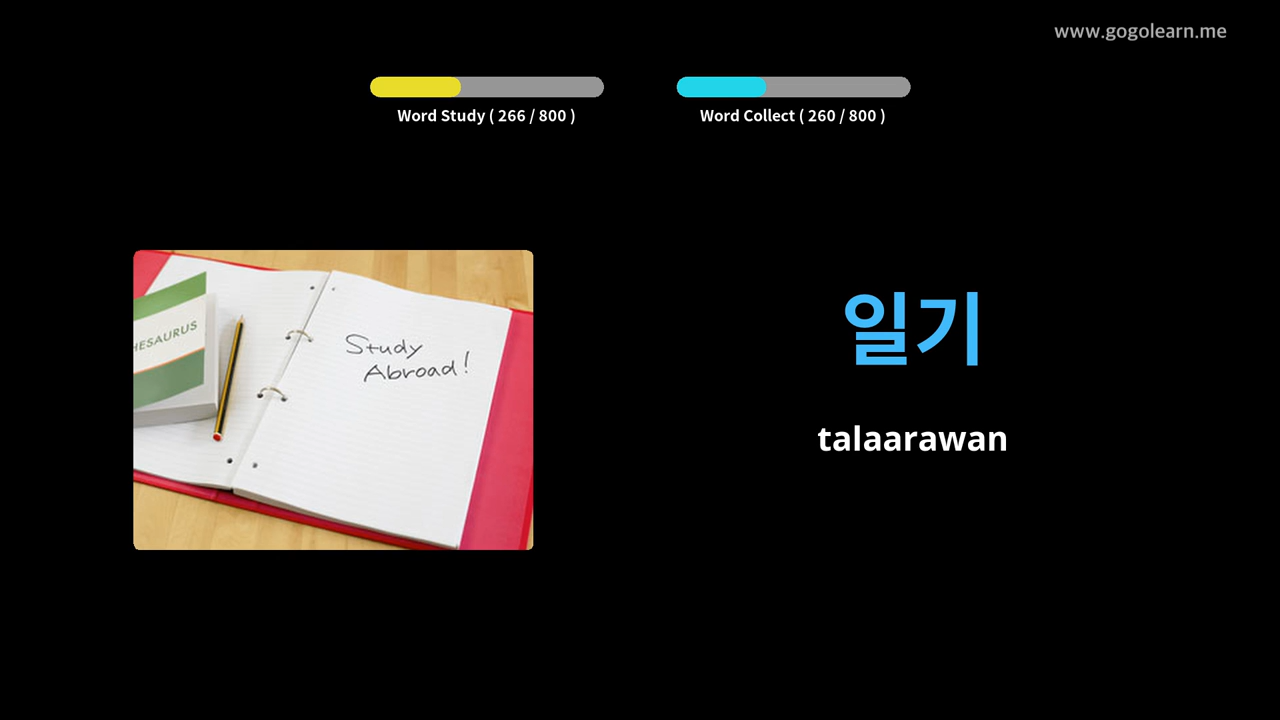 www.gogolearn.me
Word Study ( 266 / 800 )
Word Collect ( 260 / 800 )
HESAURUS
Study
Abroad!
일기
talaarawan